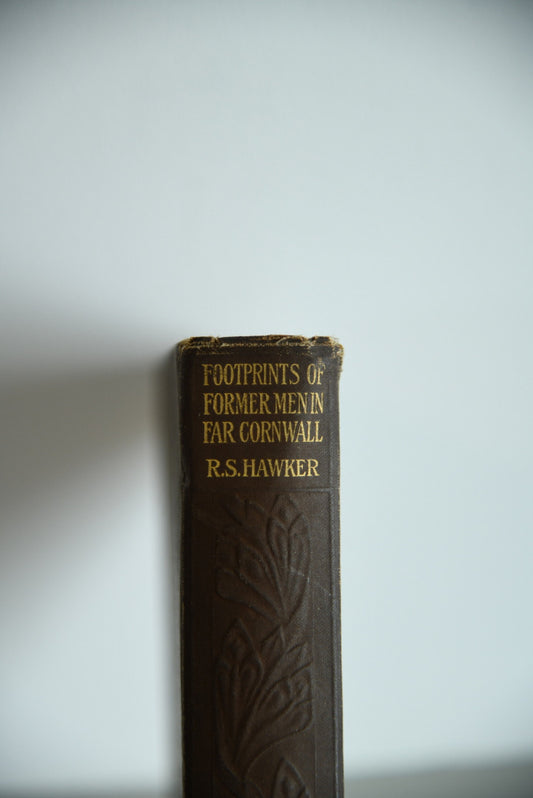 FOOTPRINTS OF
FORMER MEN IN
FAR CORNWALL
R.S. HAWKER